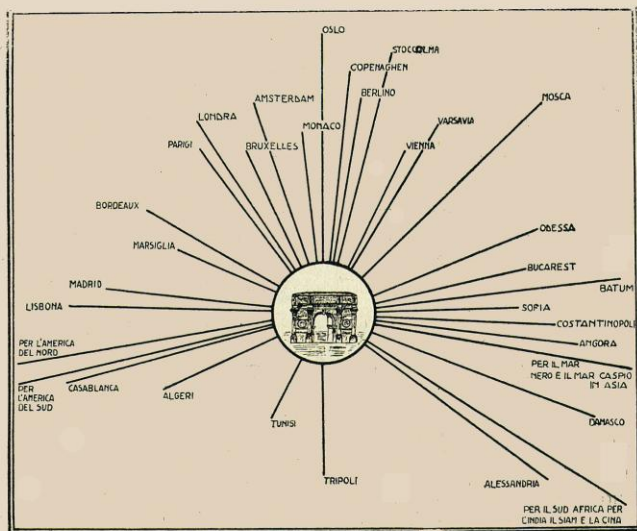 OSLO
STOCCOLMA
COPENAGHEN
BERLINO
MOSCA
AMSTERDAM
LONDRA
MONACO
VARSAVIA
PARIGI
BRUXELLES
VIENNA
BORDEAUX
ODESSA
MARSIGLIA
BUCAREST
MADRID
BATUM
LISBONA
SOFIA
COSTANTINOPOLI
PER L'AMERICA
DEL NORD
ANGORA
PER IL MAR
NERO E IL MAR CASPIO
IN ASIA
PER
L'AMERICA
DEL SUD
CASABLANCA
ALGERI
TUNISI
DAMASCO
TRIPOLI
ALESSANDRIA
PER IL SUD AFRICA PER
L'INDIA IL SIAM E LA CINA